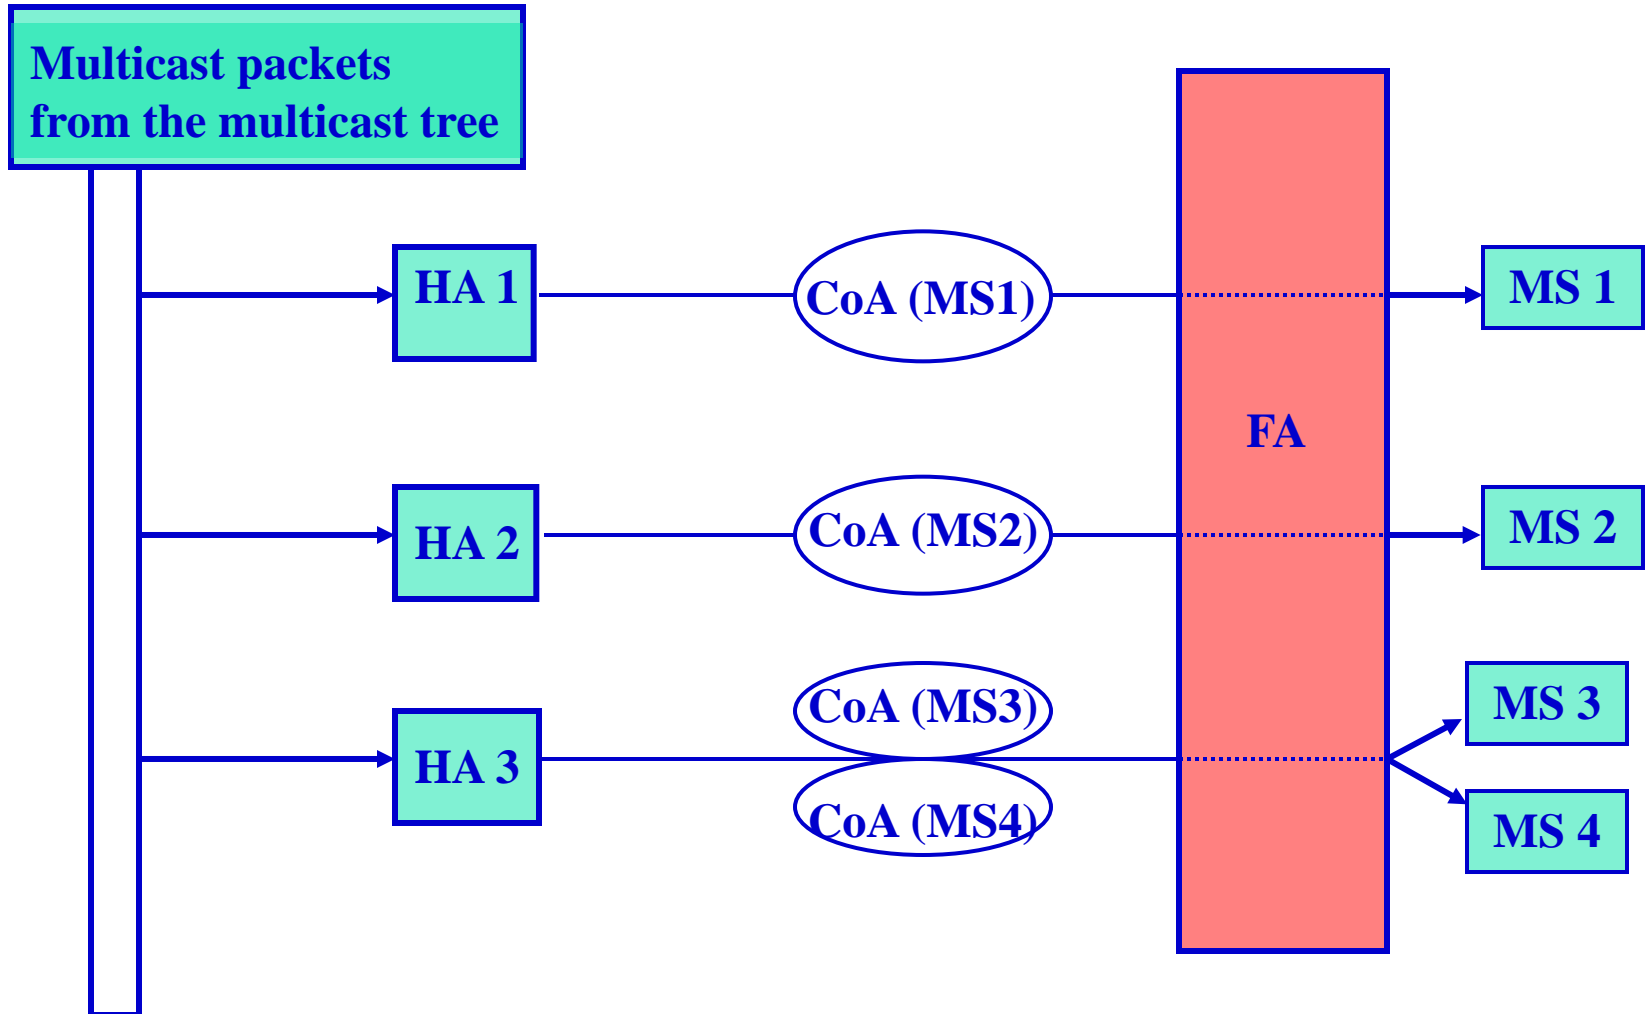 Multicast packets
from the multicast tree
HA 1
CoA (MS1)
MS 1
FA
HA 2
CoA (MS2)
MS 2
CoA (MS3)
MS 3
HA 3
CoA (MS4)
MS 4